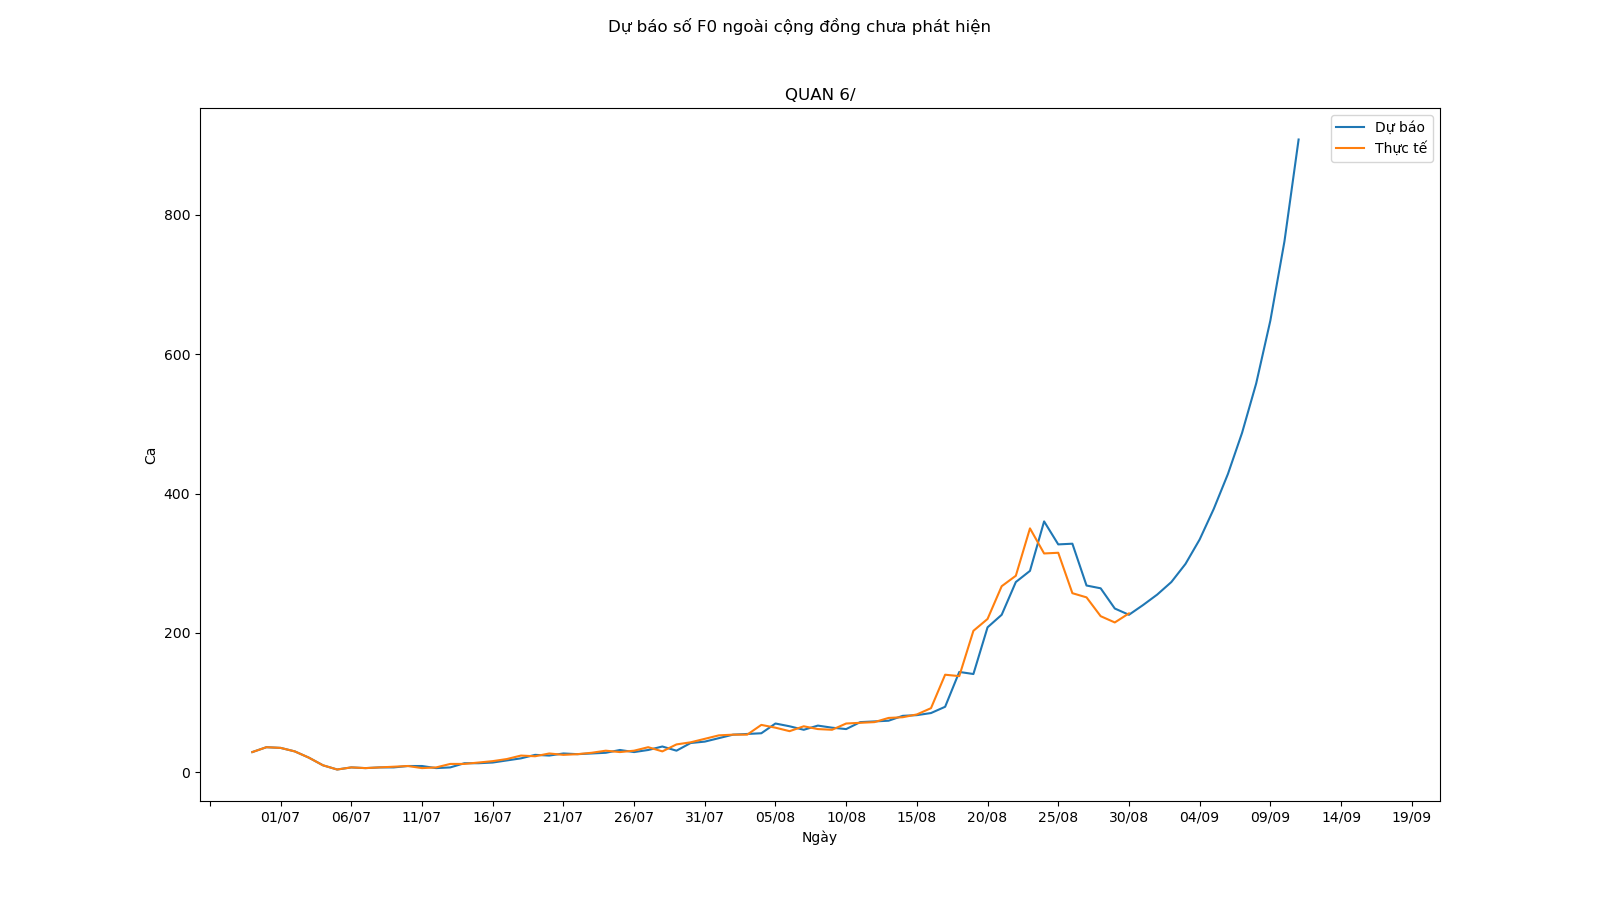 Dự báo số F0 ngoài cộng đồng chưa phát hiện
QUAN 6/
Dự báo
Thực tế
800
600
400
200
0
Ca
01/07 06/07 11/07 16/07 21/07 26/07 31/07 05/08 10/08 15/08 20/08 25/08 30/08 04/09 09/09 14/09 19/09
Ngày